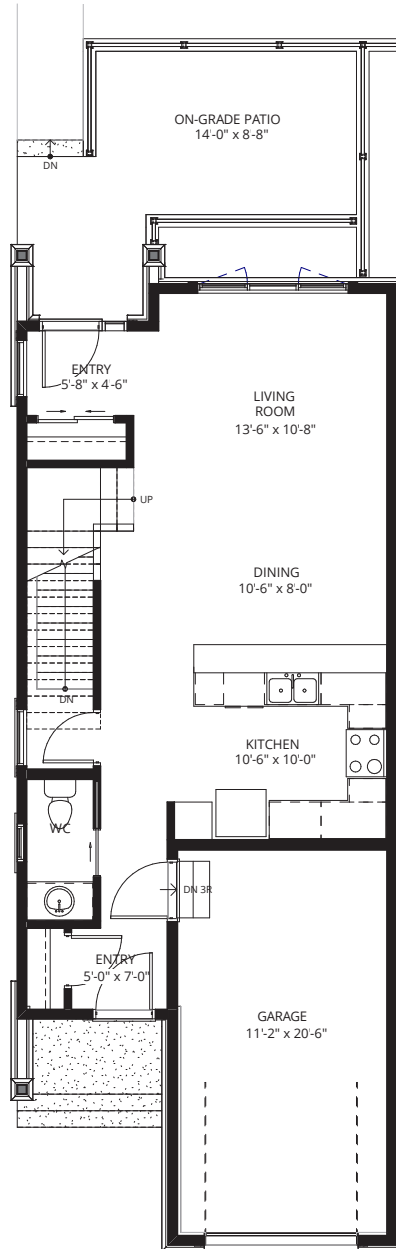 ON-GRADE PATIO
14'-0" x 8'-8"
DN
ENTRY
5'-8" x 4'-6"
LIVING
ROOM
13'-6" x 10'-8"
UP
DINING
10'-6" x 8'-0"
DN
KITCHEN
10'-6" x 10'-0"
WC
DN 3R
ENTRY
5'-0" x 7'-0"
GARAGE
11'-2" x 20'-6"